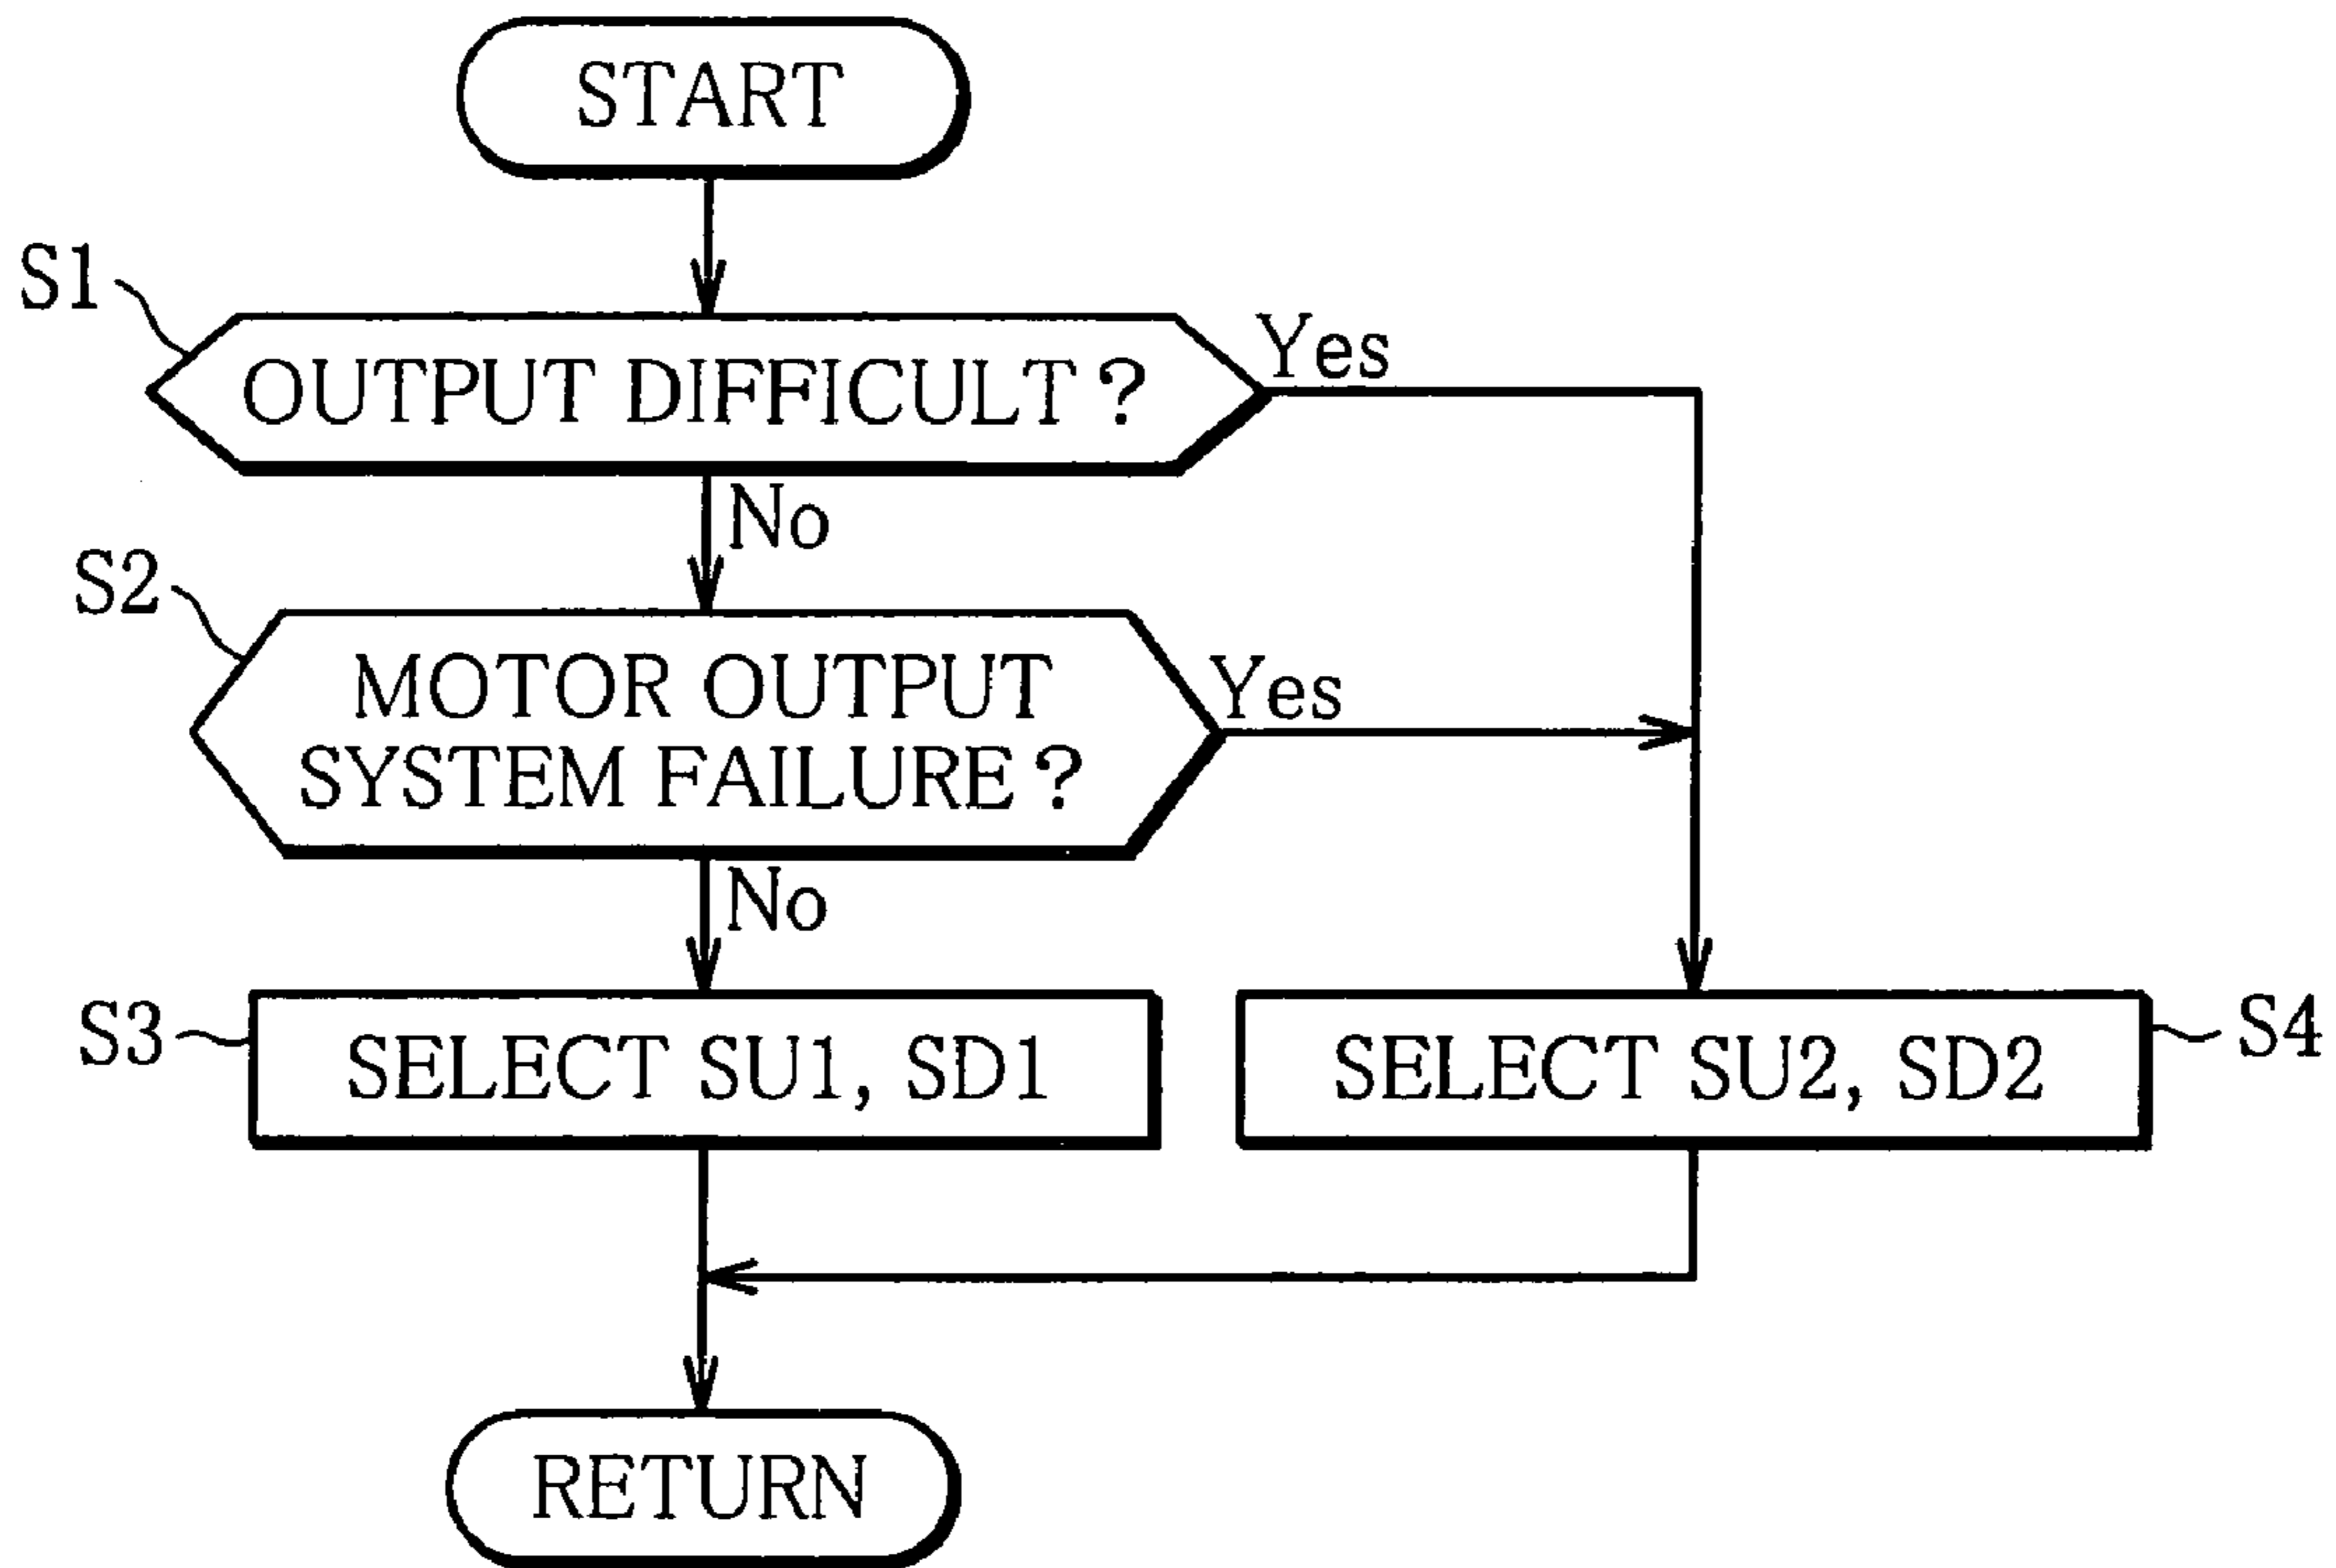 START
S1
OUTPUT DIFFICULT ?
Yes
No
S2
MOTOR OUTPUT
SYSTEM FAILURE ?
Yes
No
S3
SELECT SU1, SD1
SELECT SU2, SD2
S4
RETURN